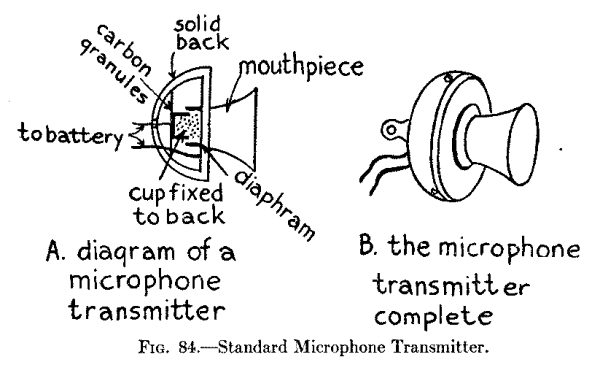 solid
back
carbon
granules
mouthpiece
to battery
diaphram
cup fixed
to back
A. diagram of a
microphone
transmitter
B. the microphone
transmitter
complete
FIG. 84.—Standard Microphone Transmitter.